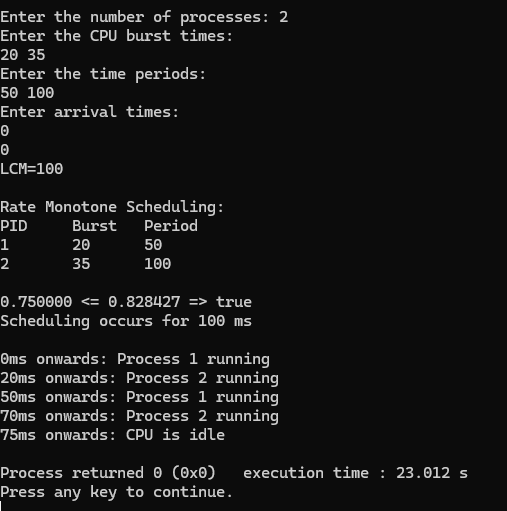 Enter the number of processes: 2
Enter the CPU burst times:
20 35
Enter the time periods:
50 100
Enter arrival times:
0
0
LCM=100
Rate Monotone Scheduling:
PID Burst Period
1 20 50
2 35 100
0.750000 <= 0.828427 => true
Scheduling occurs for 100 ms
0ms onwards: Process 1 running
20ms onwards: Process 2 running
50ms onwards: Process 1 running
70ms onwards: Process 2 running
75ms onwards: CPU is idle
Process returned 0 (0x0) execution time : 23.012 s
Press any key to continue.